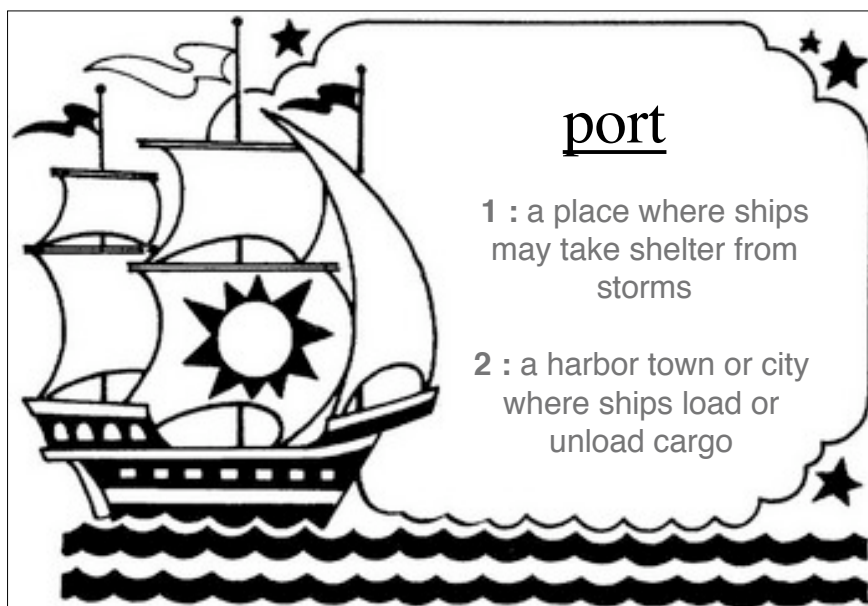 port
1 : a place where ships
may take shelter from
storms
2 : a harbor town or city
where ships load or
unload cargo